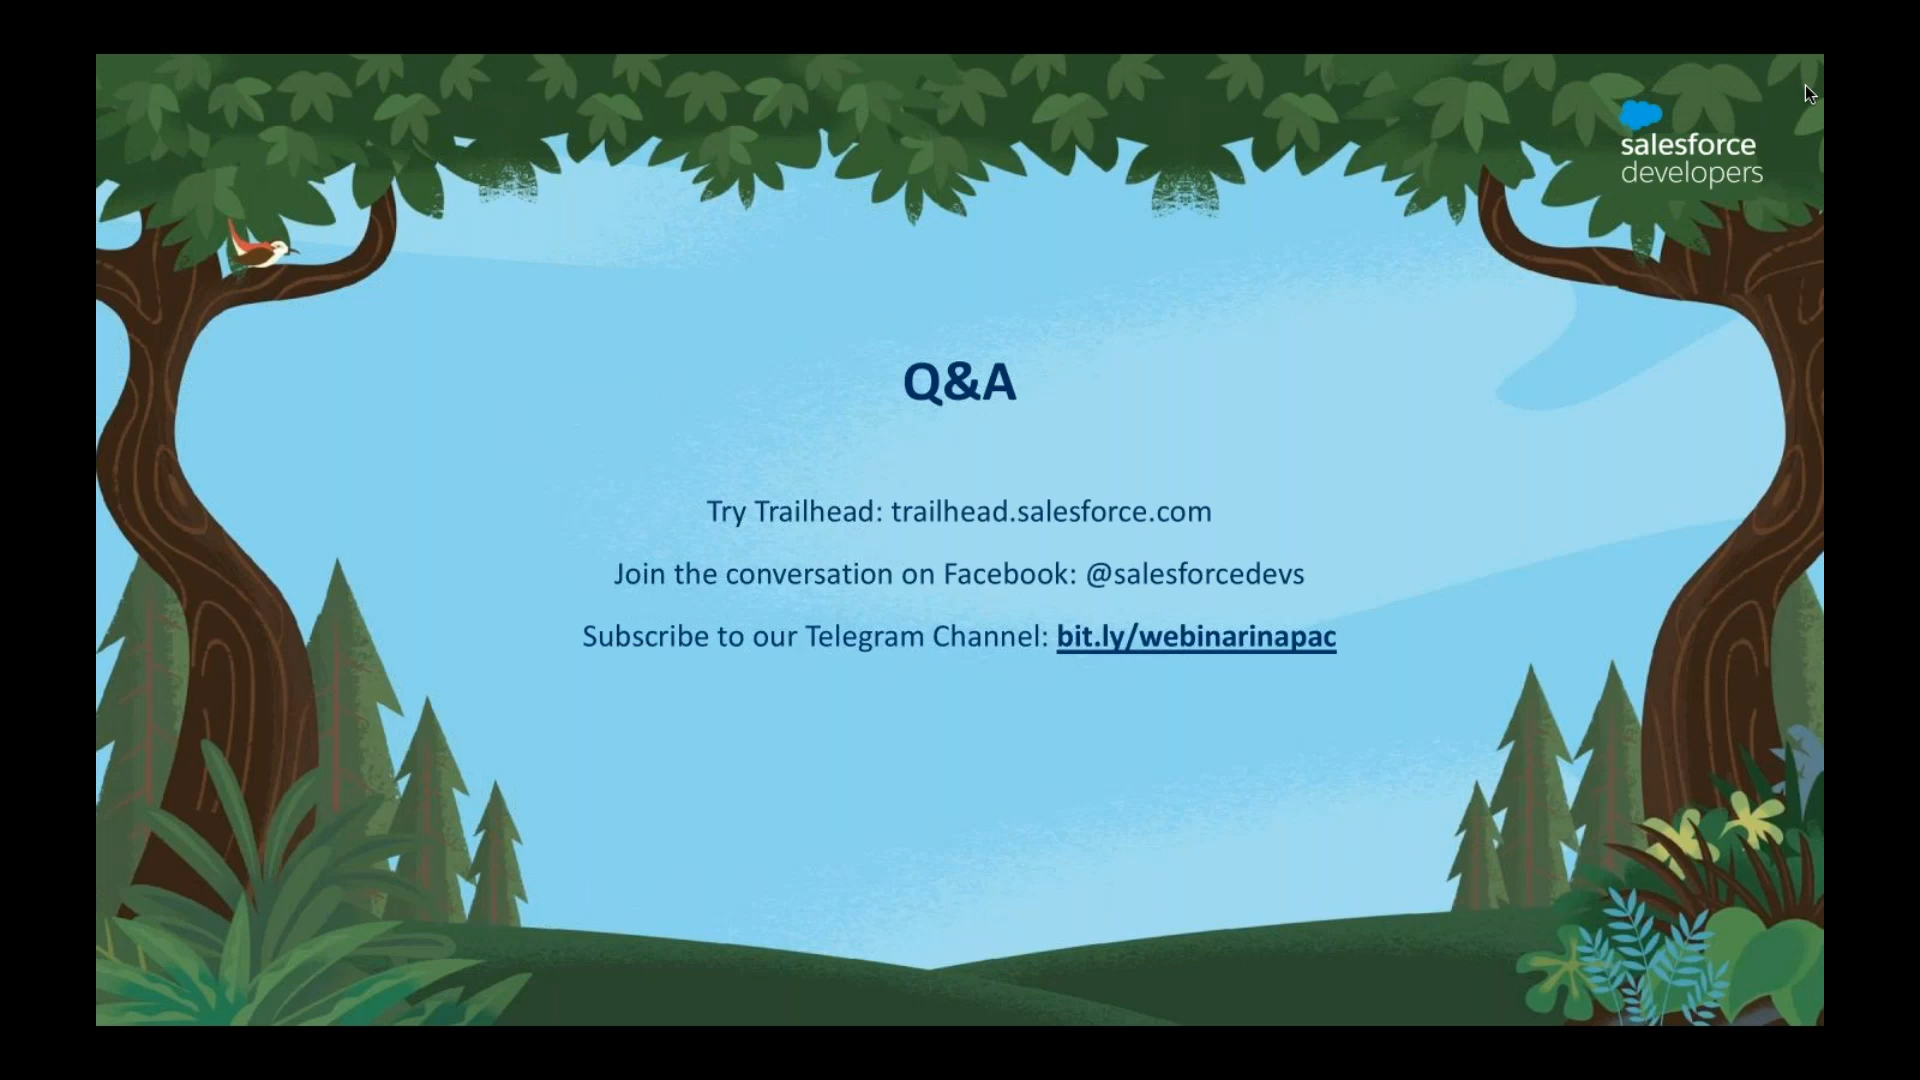 salesforce
developers
Q&A
Try Trailhead: trailhead.salesforce.com
Join the conversation on Facebook: @salesforcedevs
Subscribe to our Telegram Channel: bit.ly/webinarinapac